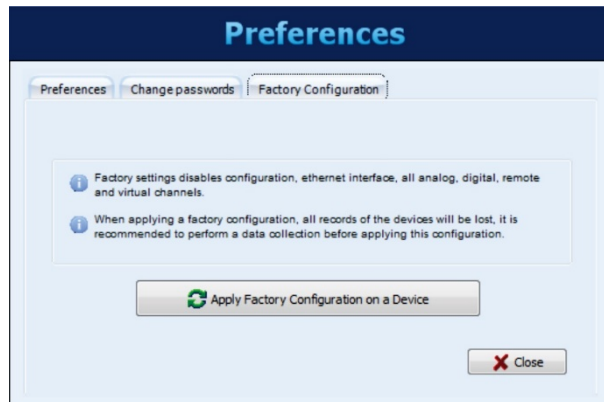 Preferences
Preferences Change passwords Factory Configuration
Factory settings disables configuration, ethernet interface, all analog, digital, remote
and virtual channels.
When applying a factory configuration, all records of the devices will be lost, it is
recommended to perform a data collection before applying this configuration.
Apply Factory Configuration on a Device
Close